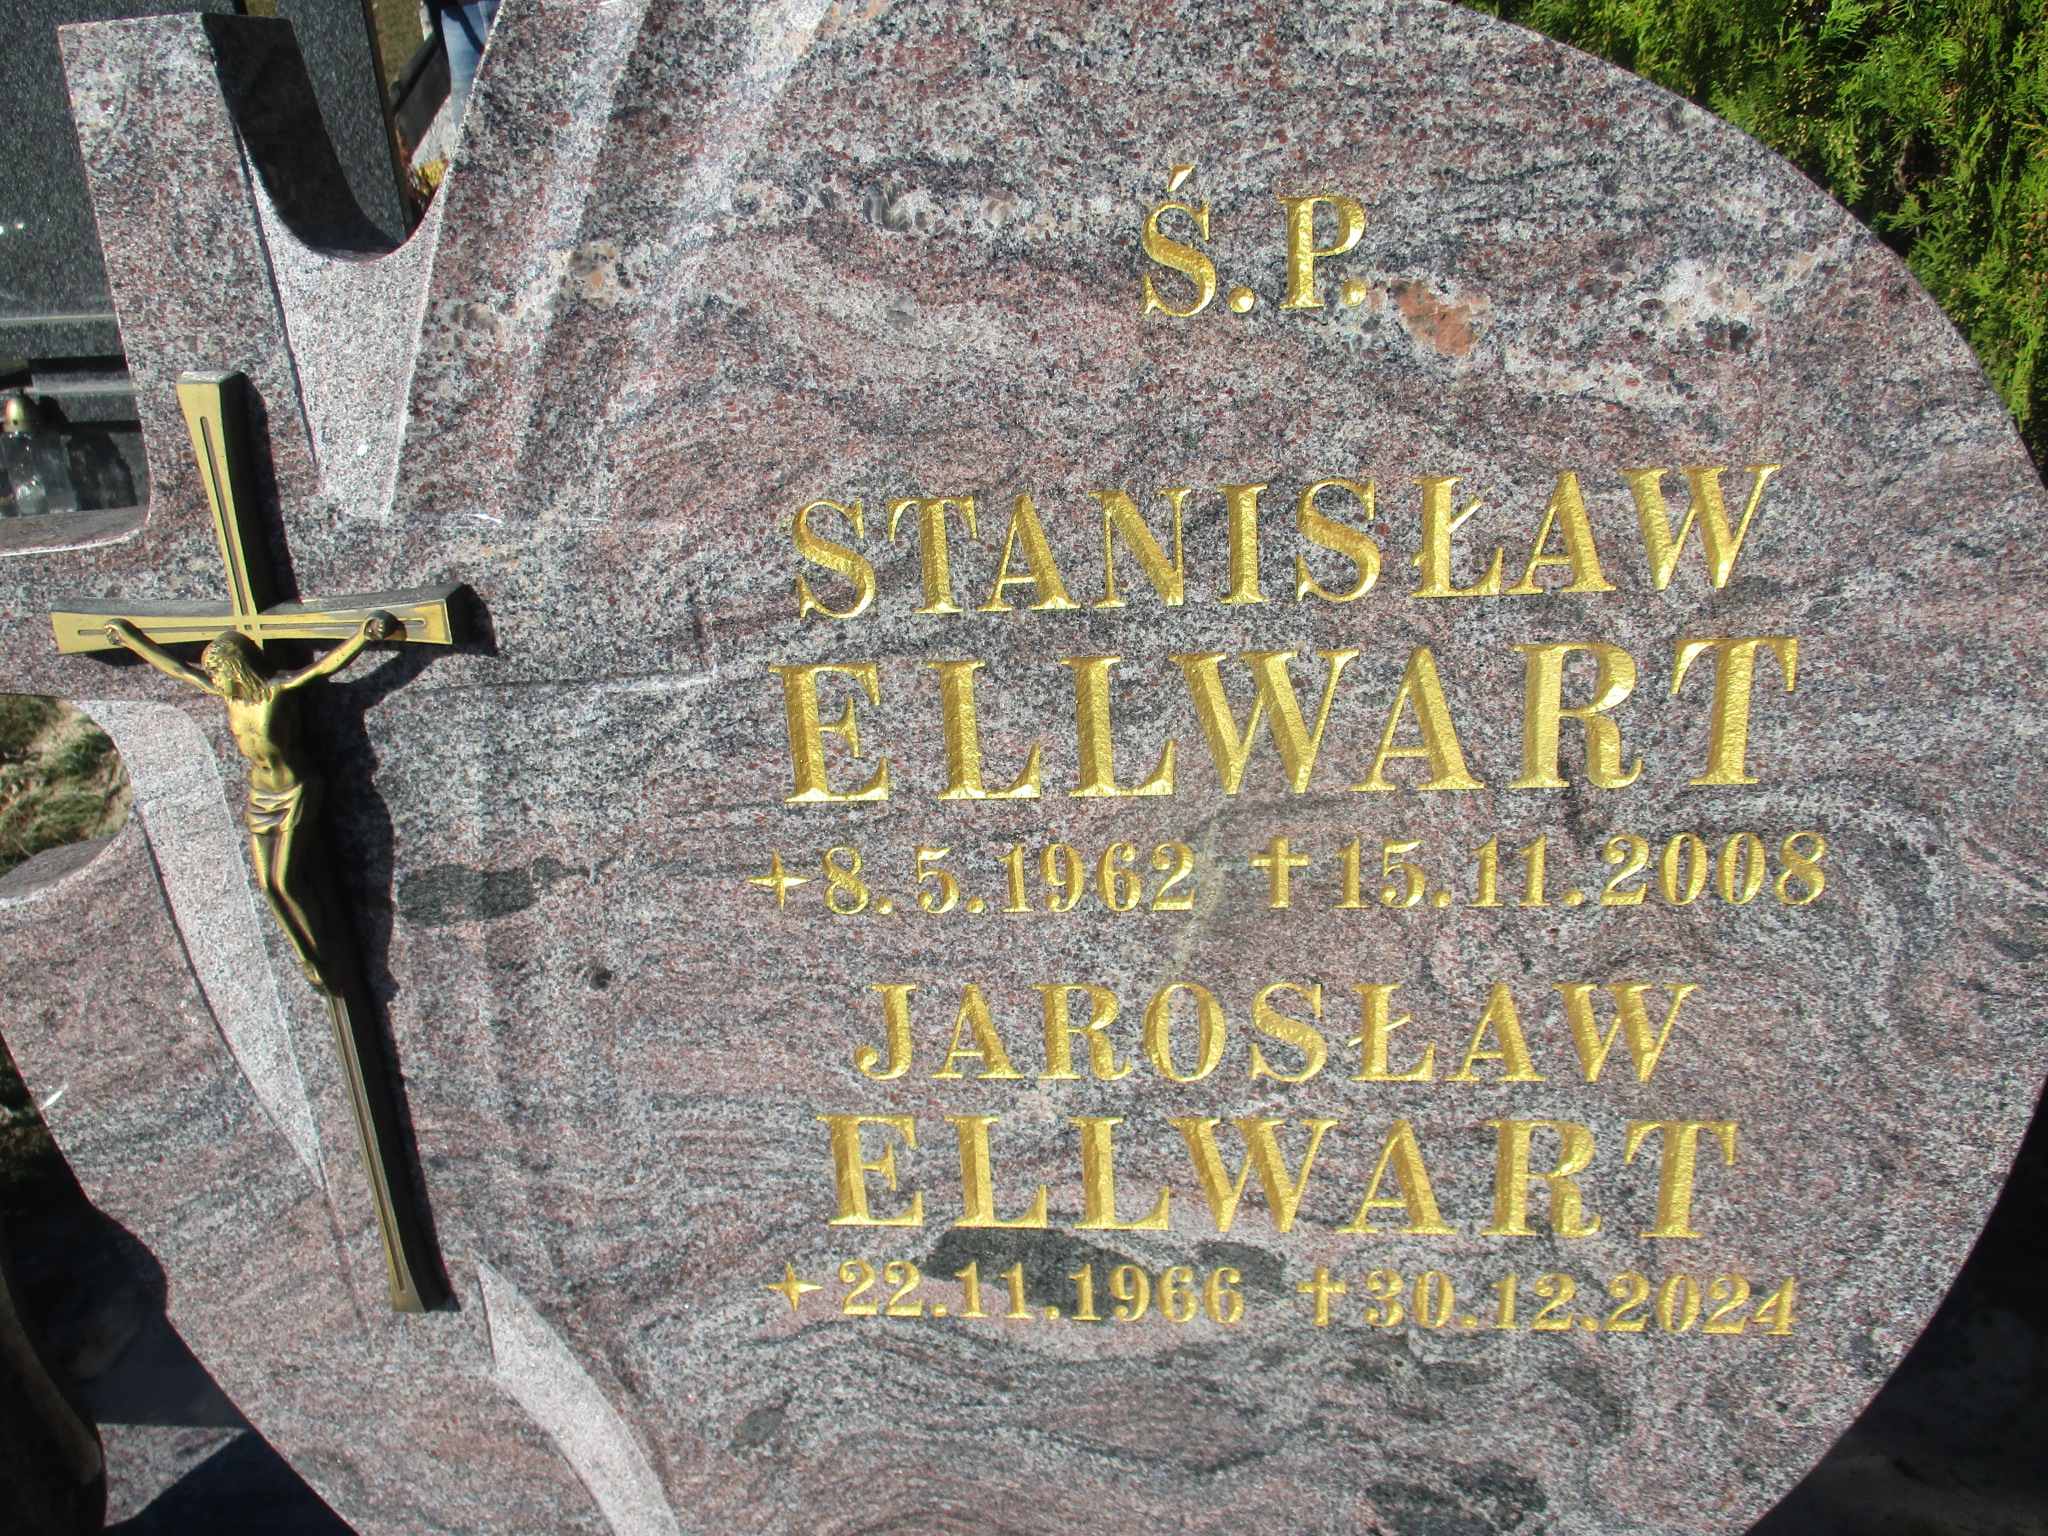 Ś.P.
STANISŁAW
ELLWART
✦8.5.1962 ✝15.11.2008
JAROSŁAW
ELLWART
✦22.11.1966 ✝30.12.2024